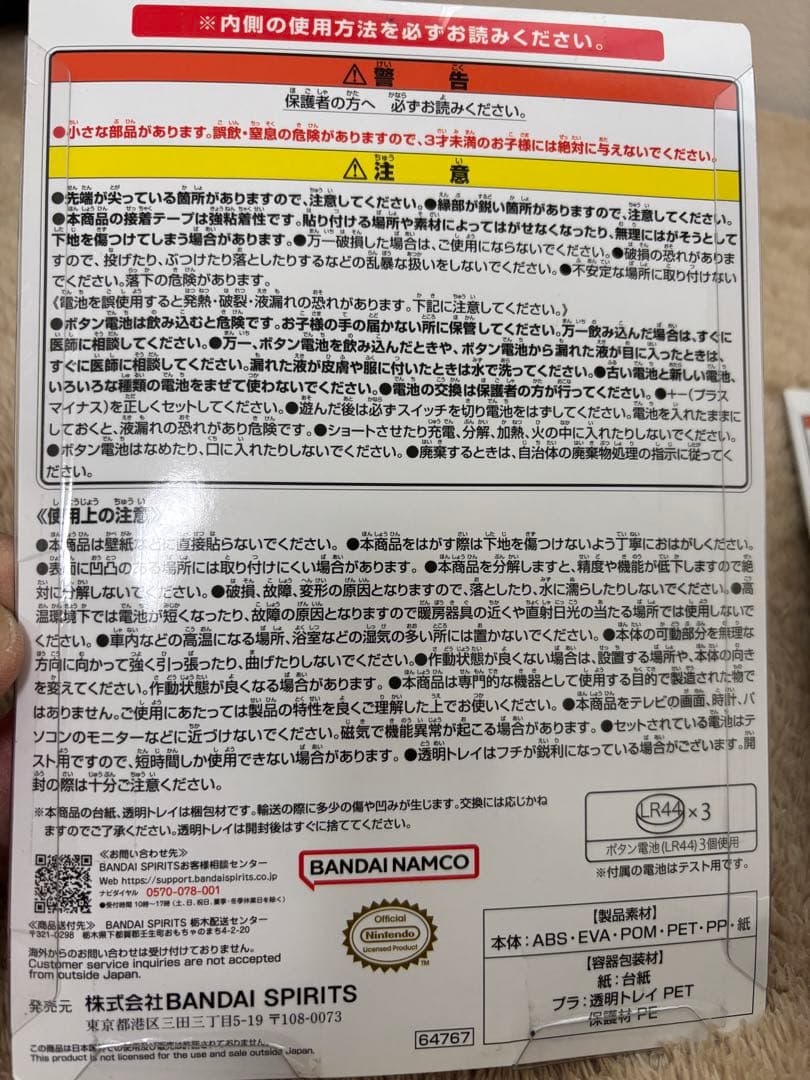 ※内側の使用方法を必ずお読みください。
⚠警告
保護者の方へ 必ずお読みください。
●小さな部品があります。誤飲・窒息の危険がありますので、3才未満のお子様には絶対に与えないでください。
⚠注意
●先端が尖っている箇所がありますので、注意してください。●縁部が鋭い箇所がありますので、注意してください。
●本商品の接着テープは強粘着性です。貼り付ける場所や素材によってはがせなくなったり、無理にはがそうとして
下地を傷つけてしまう場合があります。●万一破損した場合は、ご使用にならないでください。●破損の恐れがありま
すので、投げたり、ぶつけたり落としたりするなどの乱暴な扱いをしないでください。●不安定な場所に取り付けない
でください。落下の危険があります。
《電池を誤使用すると発熱・破裂・液漏れの恐れがあります。下記に注意してください。》
●ボタン電池は飲み込むと危険です。お子様の手の届かない所に保管してください。万一飲み込んだ場合は、すぐに
医師に相談してください。●万一、ボタン電池を飲み込んだときや、ボタン電池から漏れた液が目に入ったときは、
すぐに医師に相談してください。漏れた液が皮膚や服に付いたときは水で洗ってください。●古い電池と新しい電池、
いろいろな種類の電池をまぜて使わないでください。●電池の交換は保護者の方が行ってください。●+-(プラス
マイナス)を正しくセットしてください。●遊んだ後は必ずスイッチを切り電池をはずしてください。電池を入れたままに
しておくと、液漏れの恐れがあり危険です。●ショートさせたり充電、分解、加熱、火の中に入れたりしないでください。
●ボタン電池はなめたり、口に入れたりしないでください。●廃棄するときは、自治体の廃棄物処理の指示に従ってく
ださい。
《使用上の注意》
●本商品は壁紙などに直接貼らないでください。●本商品をはがす際は下地を傷つけないよう丁寧におはがしください。
●表面に凹凸のある場所には取り付けにくい場合があります。●本商品を分解しますと、精度や機能が低下しますので絶
対に分解しないでください。●破損、故障、変形の原因となりますので、落としたり、水に濡らしたりしないでください。●高
温環境下では電池が短くなったり、故障の原因となりますので暖房器具の近くや直射日光の当たる場所では使用しないで
ください。●車内などの高温になる場所、浴室などの湿気の多い所には置かないでください。●本体の可動部分を無理な
方向に向かって強く引っ張ったり、曲げたりしないでください。●作動状態が良くない場合は、設置する場所や、本体の向き
を変えてください。作動状態が良くなる場合があります。●本商品は専門的な機器として使用する目的で製造された物で
はありません。ご使用にあたっては製品の特性を良くご理解した上でお使いください。●本商品をテレビの画面、時計、パ
ソコンのモニターなどに近づけないでください。磁気で機能異常が起こる場合があります。●セットされている電池はテ
スト用ですので、短時間しか使用できない場合があります。●透明トレイはフチが鋭利になっている場合がございます。開
封の際は十分ご注意ください。
※本商品の台紙、透明トレイは梱包材です。輸送の際に多少の傷や凹みが生じます。交換には応じかね
ますのでご了承ください。透明トレイは開封後はすぐに捨ててください。
LR44×3
ボタン電池(LR44)3個使用
※付属の電池はテスト用です。
≪お問い合わせ先≫
BANDAI SPIRITSお客様相談センター
Web https://support.bandaispirits.co.jp
ナビダイヤル 0570-078-001
●受付時間 10時〜17時 (土、日、祝日、夏季・冬季休業日を除く)
≪商品送付先≫ BANDAI SPIRITS 栃木配送センター
〒321-0298 栃木県下都賀郡壬生町おもちゃのまち4-2-20
海外からのお問い合わせは受け付けておりません。
Customer service inquiries are not accepted
from outside Japan.
BANDAI NAMCO
Official
Nintendo
Licensed Product
TM
【製品素材】
本体：ABS・EVA・POM・PET・PP・紙
【容器包装材】
紙：台紙
プラ：透明トレイ PET
保護材 PE
発売元 株式会社BANDAI SPIRITS
東京都港区三田三丁目5-19 〒108-0073
64767
この商品は日本国外での使用及び販売は許諾されておりません。
This product is not licensed for the use and sale outside Japan.